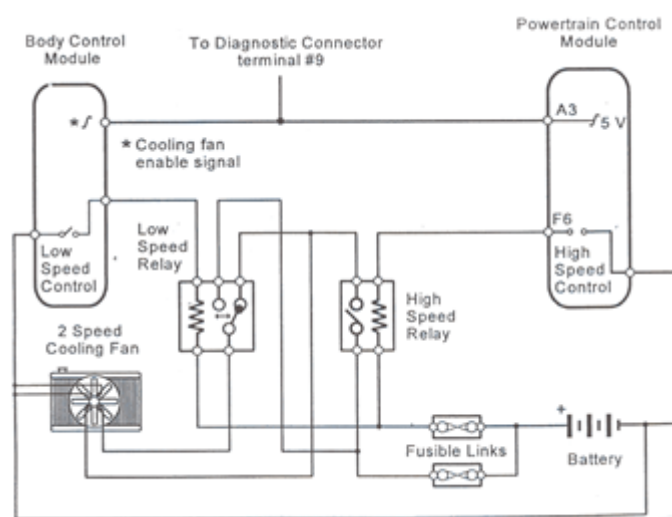 Body Control
Module
To Diagnostic Connector
terminal #9
Powertrain Control
Module
*
A3
5 V
* Cooling fan
enable signal
Low
Speed
Control
Low
Speed
Relay
F6
High
Speed
Control
High
Speed
Relay
2 Speed
Cooling Fan
Fusible Links
+
Battery